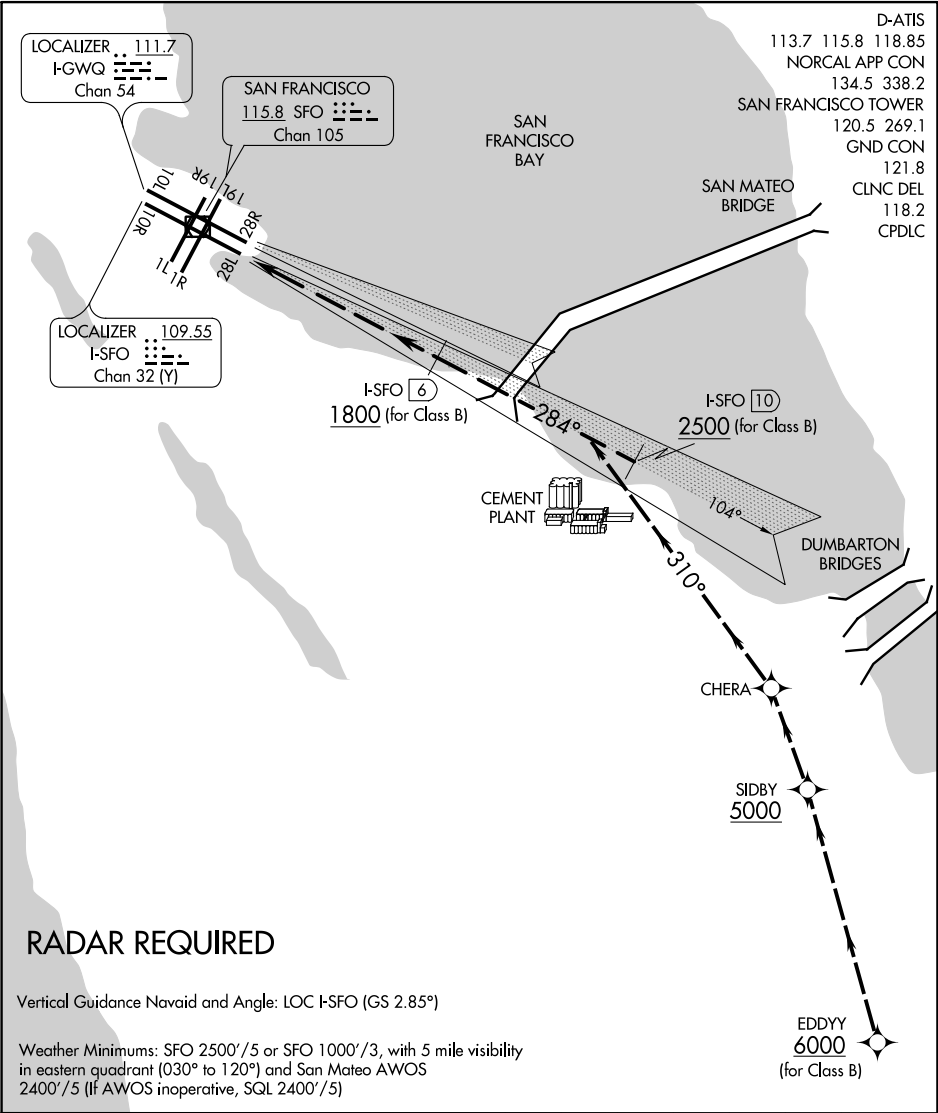 D-ATIS
113.7 115.8 118.85
NORCAL APP CON
134.5 338.2
SAN FRANCISCO TOWER
120.5 269.1
GND CON
121.8
CLNC DEL
118.2
CPDLC
LOCALIZER 111.7
I-GWQ
Chan 54
SAN FRANCISCO
115.8 SFO
Chan 105
SAN
FRANCISCO
BAY
SAN MATEO
BRIDGE
10L
19R
19L
28R
10R
1L
1R
28L
LOCALIZER 109.55
I-SFO
Chan 32 (Y)
I-SFO 6
1800 (for Class B)
284°
I-SFO 10
2500 (for Class B)
CEMENT
PLANT
104°
DUMBARTON
BRIDGES
310°
CHERA
SIDBY
5000
RADAR REQUIRED
Vertical Guidance Navaid and Angle: LOC I-SFO (GS 2.85°)
EDDYY
6000
(for Class B)
Weather Minimums: SFO 2500'/5 or SFO 1000'/3, with 5 mile visibility
in eastern quadrant (030° to 120°) and San Mateo AWOS
2400'/5 (If AWOS inoperative, SQL 2400'/5)